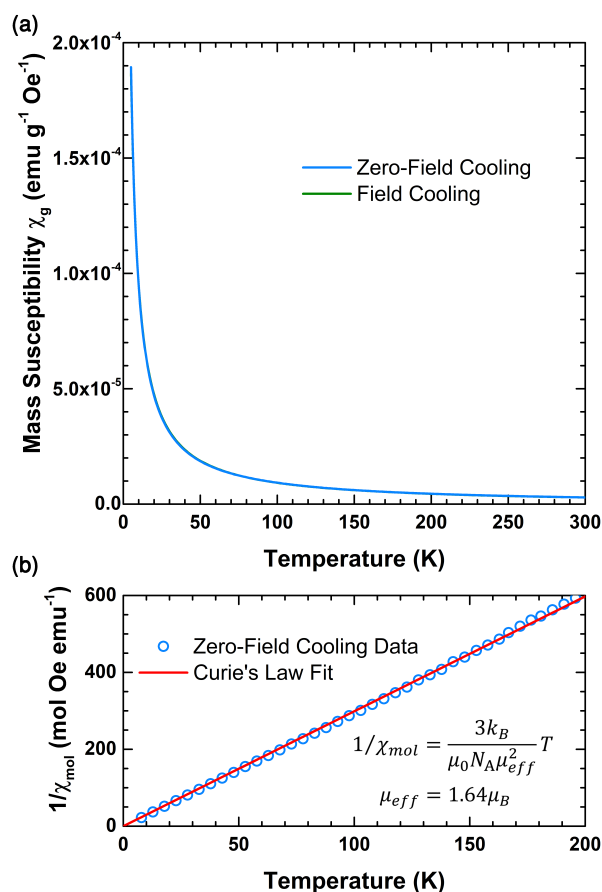 (a)
Mass Susceptibility χg (emu g⁻¹ Oe⁻¹)
2.0x10⁻⁴
1.5x10⁻⁴
1.0x10⁻⁴
5.0x10⁻⁵
0.0
Zero-Field Cooling
Field Cooling
0 50 100 150 200 250 300
Temperature (K)
(b)
1/χmol (mol Oe emu⁻¹)
600
400
200
0
Zero-Field Cooling Data
Curie's Law Fit
1/χmol = 3kB / μ₀NAμ²eff T
μeff = 1.64μB
0 50 100 150 200
Temperature (K)